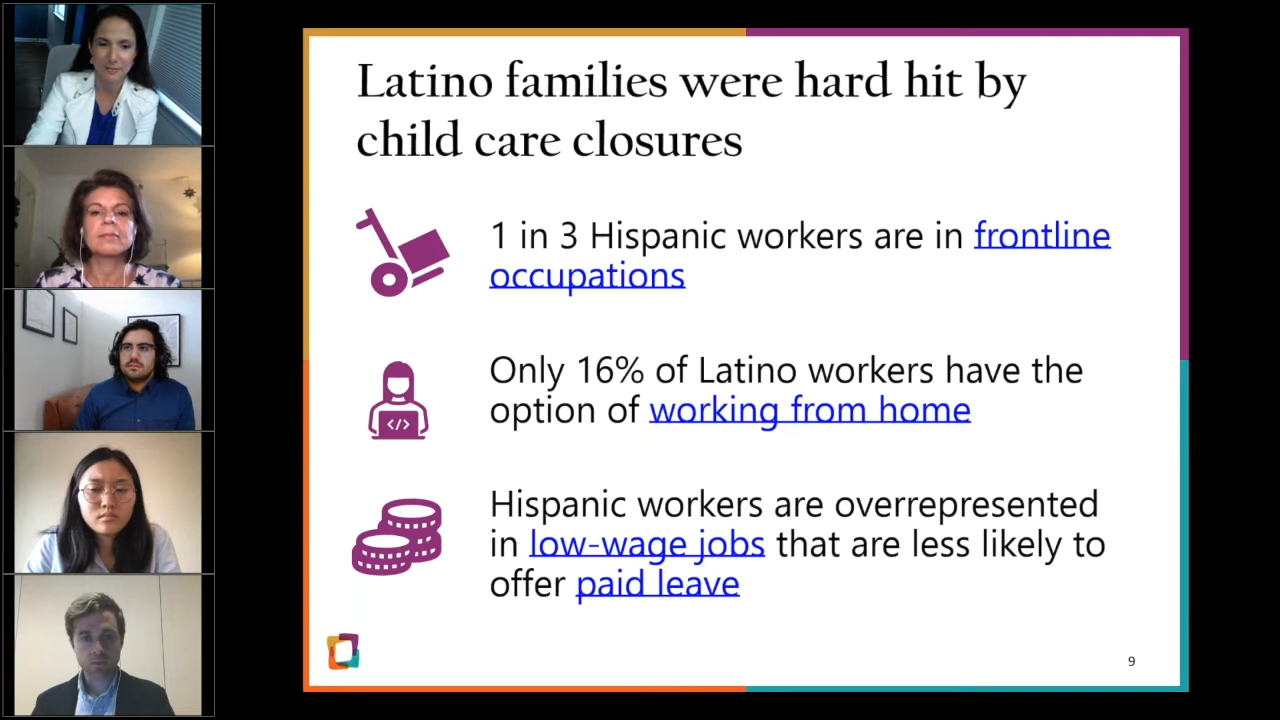 Latino families were hard hit by
child care closures
1 in 3 Hispanic workers are in frontline
occupations
Only 16% of Latino workers have the
option of working from home
</>
Hispanic workers are overrepresented
in low-wage jobs that are less likely to
offer paid leave
9